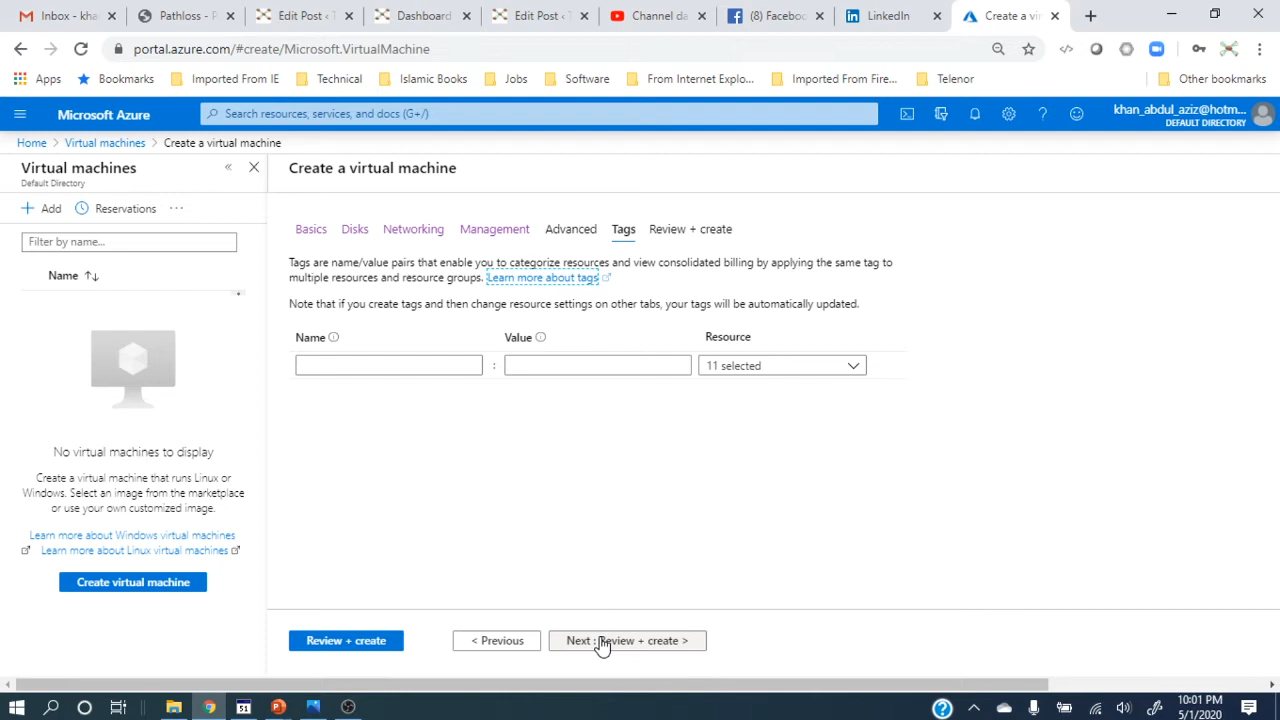 Inbox - kha
Pathloss - P
Edit Post ‹ T
Dashboard
Edit Post ‹ T
Channel da
(8) Faceboo
LinkedIn
Create a vir
portal.azure.com/#create/Microsoft.VirtualMachine
Apps
Bookmarks
Imported From IE
Technical
Islamic Books
Jobs
Software
From Internet Explo...
Imported From Fire...
Telenor
Other bookmarks
Microsoft Azure
Search resources, services, and docs (G+/)
khan_abdul_aziz@hotm...
DEFAULT DIRECTORY
Home > Virtual machines > Create a virtual machine
Virtual machines
Default Directory
Add
Reservations
Filter by name...
Name
No virtual machines to display
Create a virtual machine that runs Linux or
Windows. Select an image from the marketplace
or use your own customized image.
Learn more about Windows virtual machines
Learn more about Linux virtual machines
Create virtual machine
Create a virtual machine
Basics Disks Networking Management Advanced Tags Review + create
Tags are name/value pairs that enable you to categorize resources and view consolidated billing by applying the same tag to
multiple resources and resource groups. Learn more about tags
Note that if you create tags and then change resource settings on other tabs, your tags will be automatically updated.
Name Value Resource
: 11 selected
Review + create
< Previous
Next : Review + create >
10:01 PM
5/1/2020